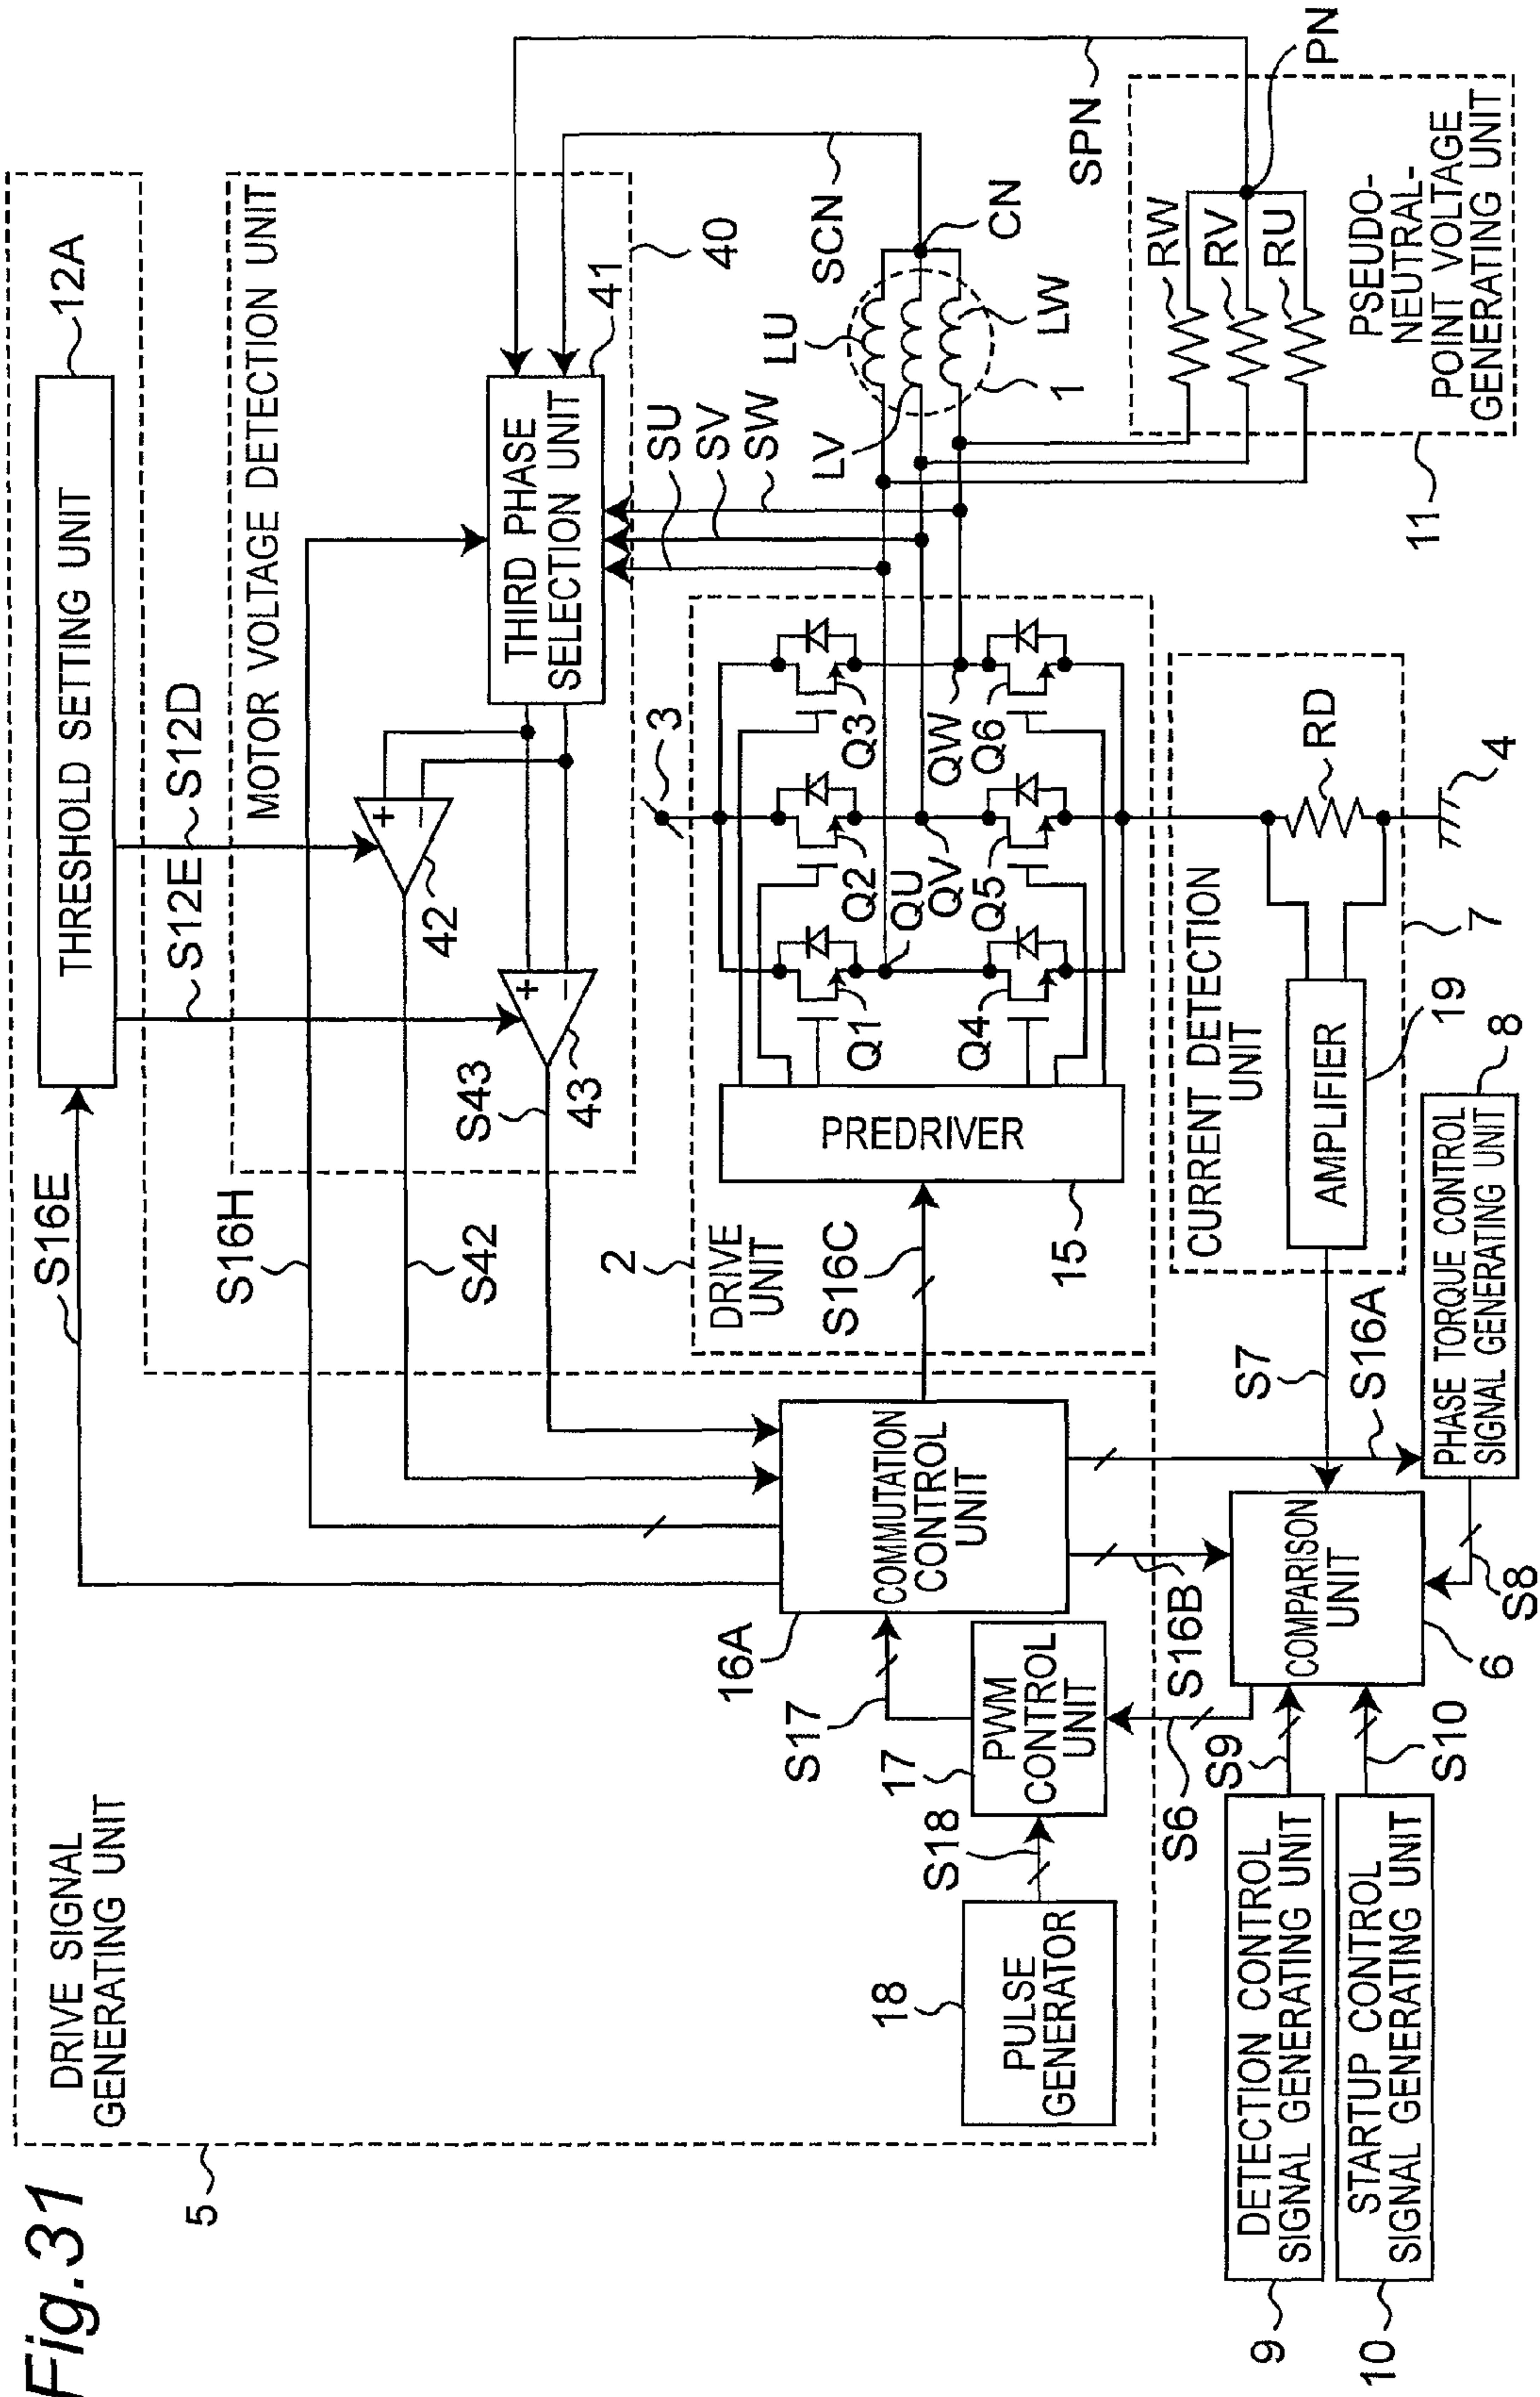 Fig.31
DRIVE SIGNAL
GENERATING UNIT
5
S16E
THRESHOLD SETTING UNIT
12A
S12E
S12D
MOTOR VOLTAGE DETECTION UNIT
S16H
S42
S43
42
43
+
−
+
−
THIRD PHASE
SELECTION UNIT
41
40
SU
SV
SW
SCN
SPN
CN
PN
LU
LV
LW
1
2
DRIVE
UNIT
3
S16C
PREDRIVER
15
Q1
Q2
Q3
QU
QV
QW
Q4
Q5
Q6
16A
COMMUTATION
CONTROL
UNIT
S17
17
PWM
CONTROL
UNIT
S18
18
PULSE
GENERATOR
S16B
S6
S7
S16A
CURRENT DETECTION
UNIT
AMPLIFIER
19
RD
7
4
11
RW
RV
RU
PSEUDO-
NEUTRAL-
POINT VOLTAGE
GENERATING UNIT
COMPARISON
UNIT
6
S8
8
PHASE TORQUE CONTROL
SIGNAL GENERATING UNIT
S9
S10
9
DETECTION CONTROL
SIGNAL GENERATING UNIT
10
STARTUP CONTROL
SIGNAL GENERATING UNIT